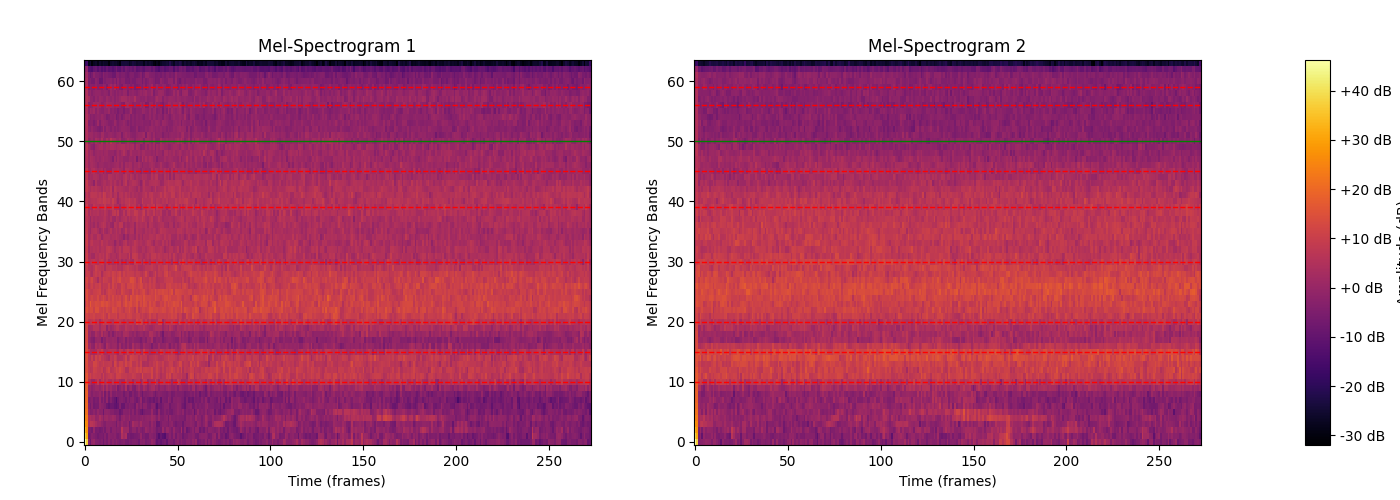 Mel-Spectrogram 1
Mel Frequency Bands
60
50
40
30
20
10
0
0 50 100 150 200 250
Time (frames)
Mel-Spectrogram 2
Mel Frequency Bands
60
50
40
30
20
10
0
0 50 100 150 200 250
Time (frames)
+40 dB
+30 dB
+20 dB
+10 dB
+0 dB
-10 dB
-20 dB
-30 dB